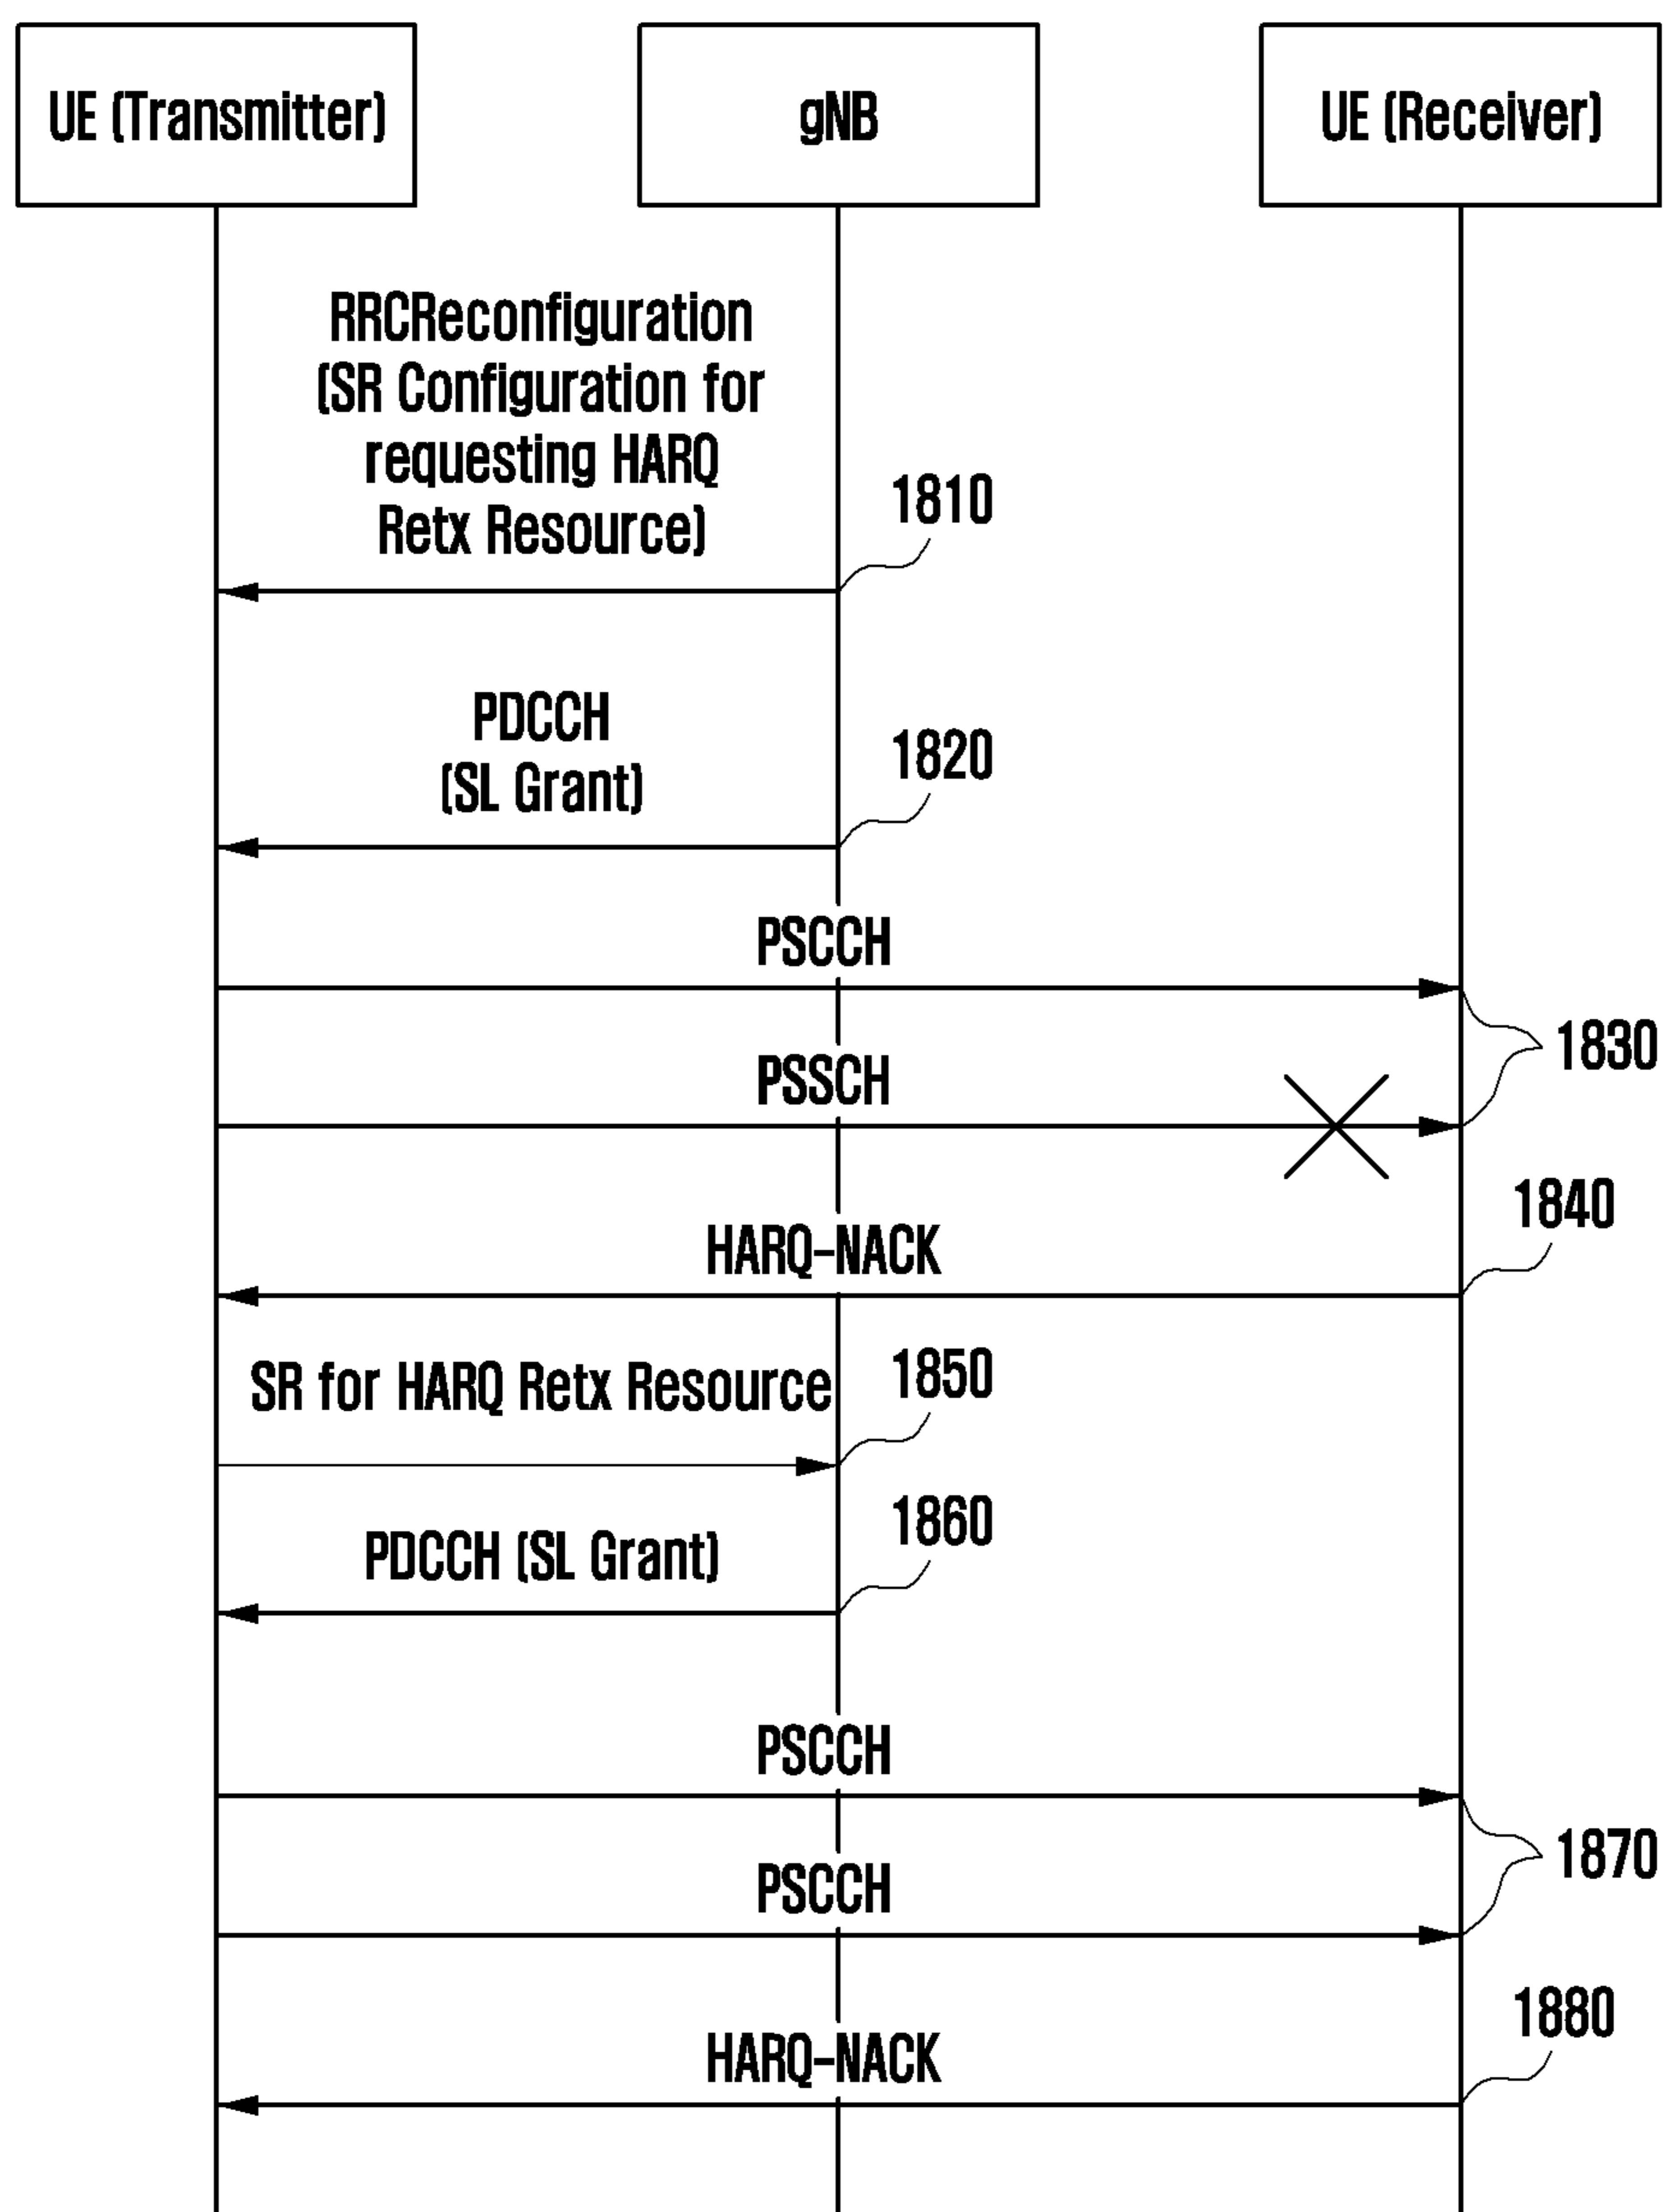 UE (Transmitter)
gNB
UE (Receiver)
RRCReconfiguration
(SR Configuration for
requesting HARQ
Retx Resource)
1810
PDCCH
(SL Grant)
1820
PSCCH
1830
PSSCH
1840
HARQ-NACK
1850
SR for HARQ Retx Resource
1860
PDCCH (SL Grant)
PSCCH
1870
PSCCH
1880
HARQ-NACK